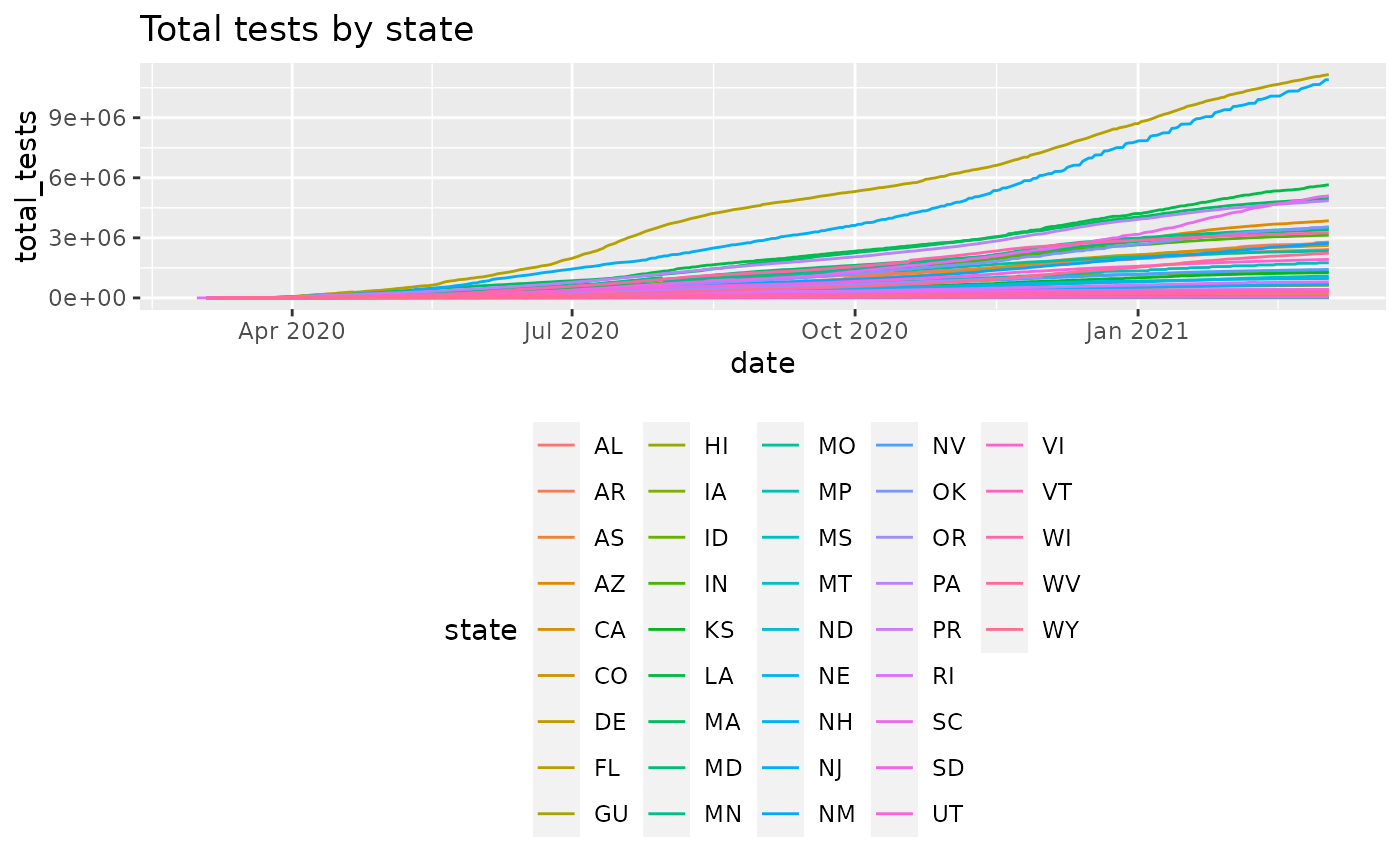 Total tests by state
total_tests
9e+06
6e+06
3e+06
0e+00
Apr 2020 Jul 2020 Oct 2020 Jan 2021
date
state
AL HI MO NV VI
AR IA MP OK VT
AS ID MS OR WI
AZ IN MT PA WV
CA KS ND PR WY
CO LA NE RI
DE MA NH SC
FL MD NJ SD
GU MN NM UT